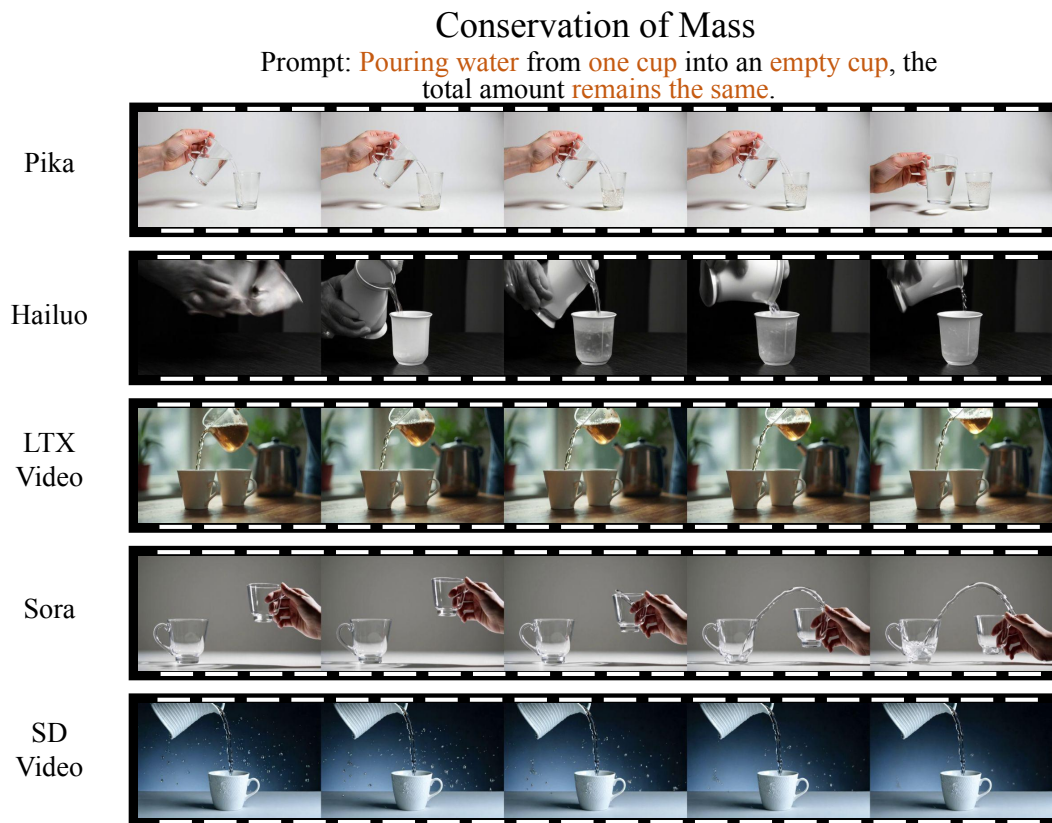 Conservation of Mass
Prompt: Pouring water from one cup into an empty cup, the
total amount remains the same.
Pika
Hailuo
LTX
Video
Sora
SD
Video